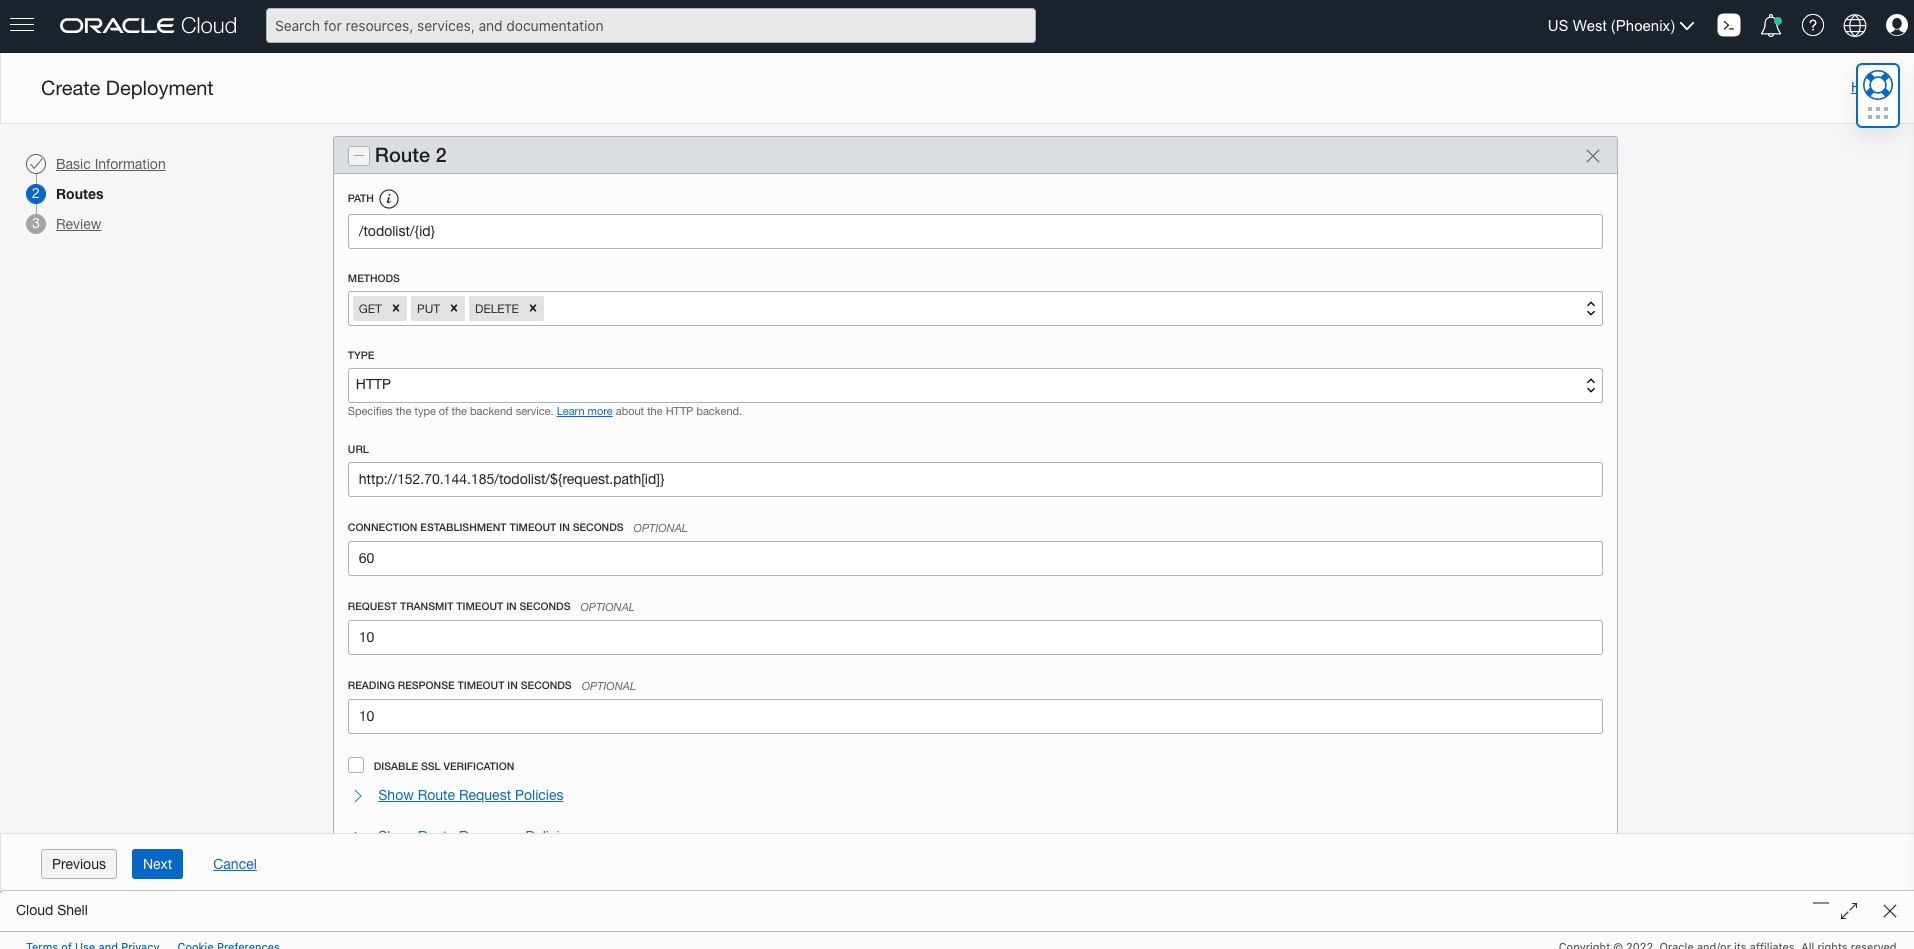 ORACLE Cloud
Search for resources, services, and documentation
US West (Phoenix)
Create Deployment
Basic Information
2 Routes
3 Review
Route 2
PATH i
/todolist/{id}
METHODS
GET × PUT × DELETE ×
TYPE
HTTP
Specifies the type of the backend service. Learn more about the HTTP backend.
URL
http://152.70.144.185/todolist/${request.path[id]}
CONNECTION ESTABLISHMENT TIMEOUT IN SECONDS OPTIONAL
60
REQUEST TRANSMIT TIMEOUT IN SECONDS OPTIONAL
10
READING RESPONSE TIMEOUT IN SECONDS OPTIONAL
10
DISABLE SSL VERIFICATION
Show Route Request Policies
Previous Next Cancel
Cloud Shell
Terms of Use and Privacy Cookie Preferences
Copyright © 2022, Oracle and/or its affiliates. All rights reserved.